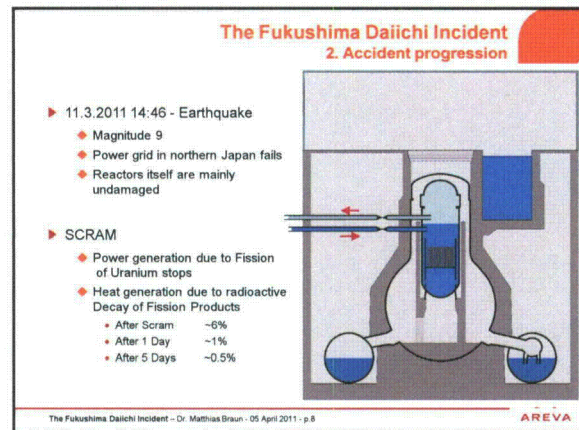 The Fukushima Daiichi Incident
2. Accident progression
11.3.2011 14:46 - Earthquake
Magnitude 9
Power grid in northern Japan fails
Reactors itself are mainly
undamaged
SCRAM
Power generation due to Fission
of Uranium stops
Heat generation due to radioactive
Decay of Fission Products
After Scram ~6%
After 1 Day ~1%
After 5 Days ~0.5%
The Fukushima Daiichi Incident – Dr. Matthias Braun - 05 April 2011 - p.8
AREVA